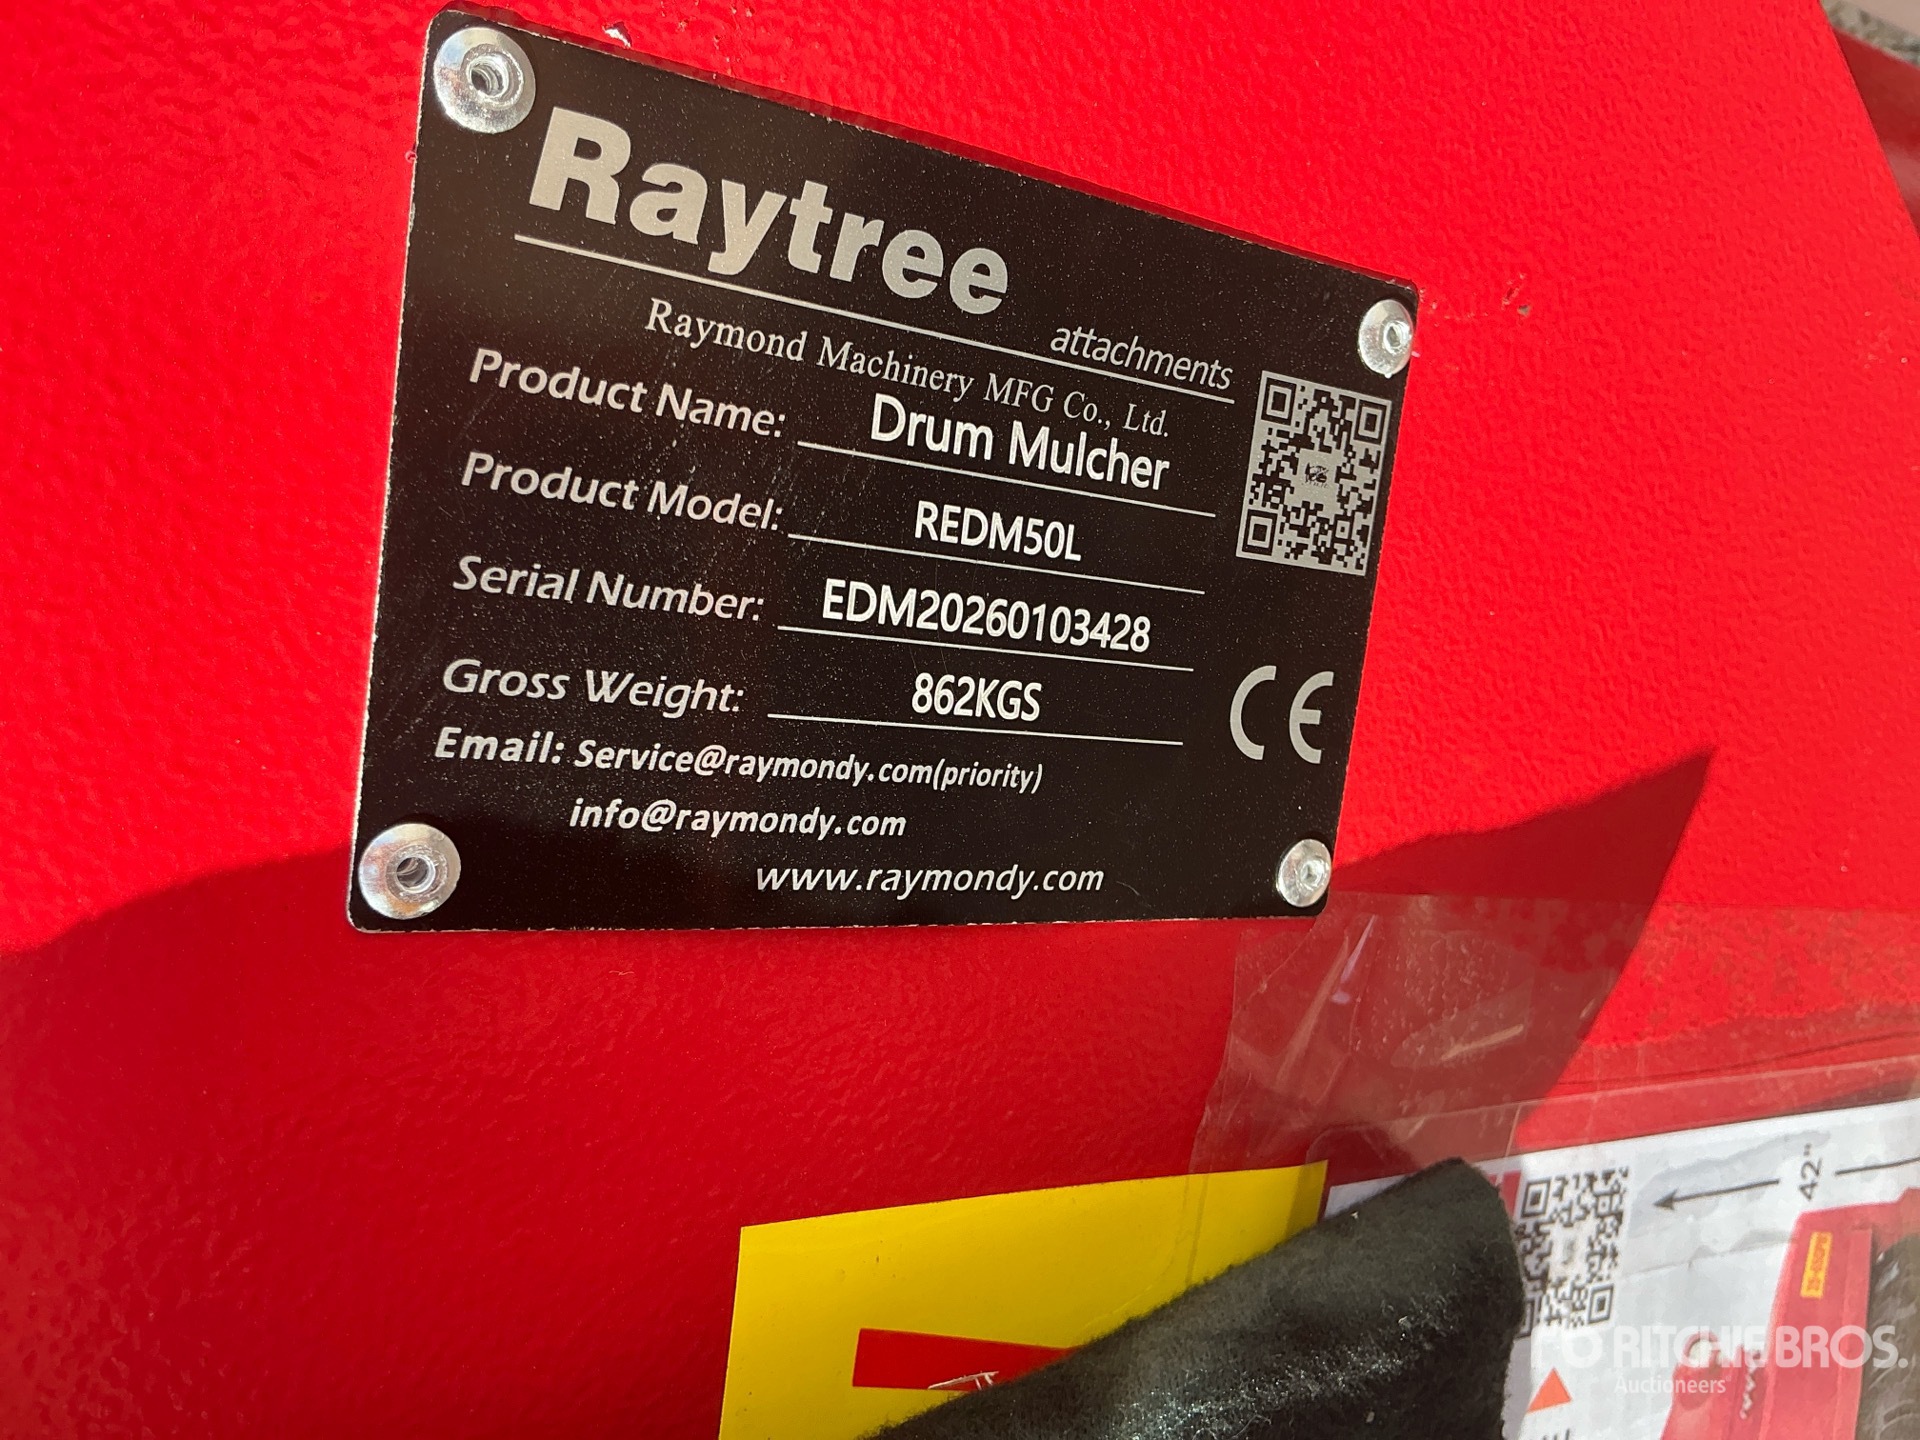 Raytree
attachments
Raymond Machinery MFG Co., Ltd.
Product Name: Drum Mulcher
Product Model: REDM50L
Serial Number: EDM20260103428
Gross Weight: 862KGS
CE
Email: Service@raymondy.com(priority)
info@raymondy.com
www.raymondy.com
42"
RITCHIE BROS.
Auctioneers